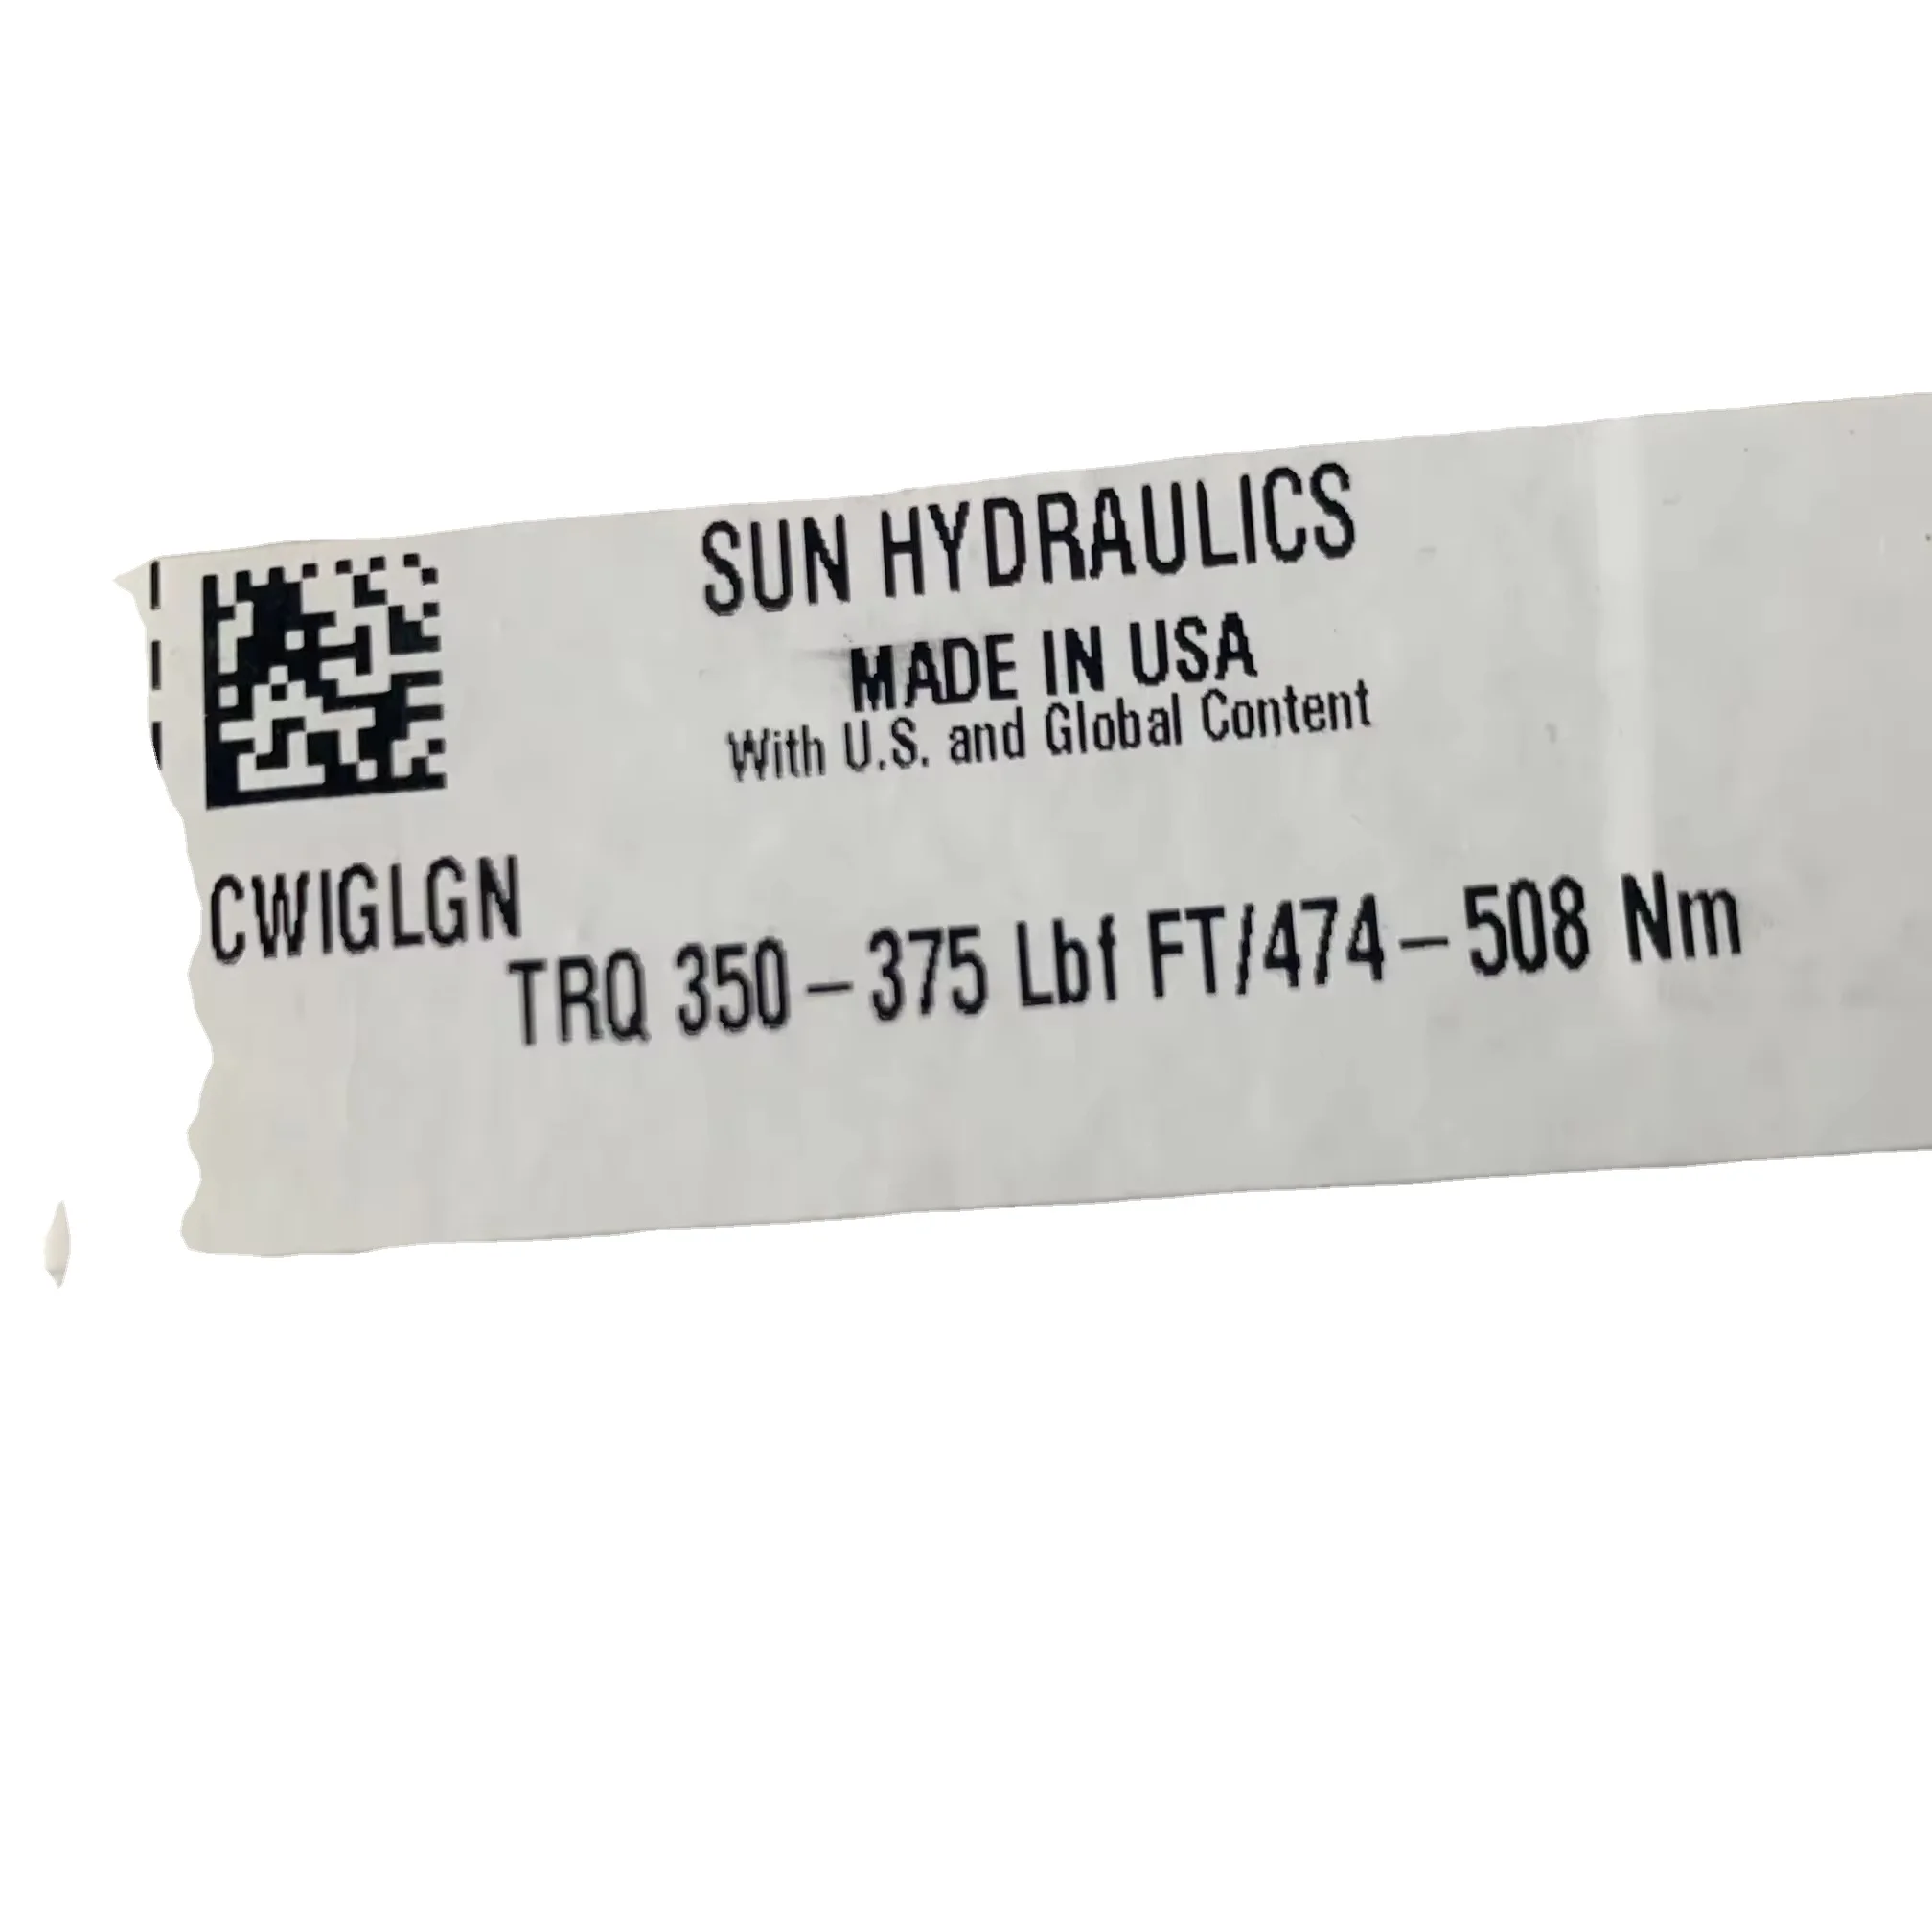 SUN HYDRAULICS
MADE IN USA
With U.S. and Global Content
CWIGLGN
TRQ 350-375 Lbf FT/474-508 Nm